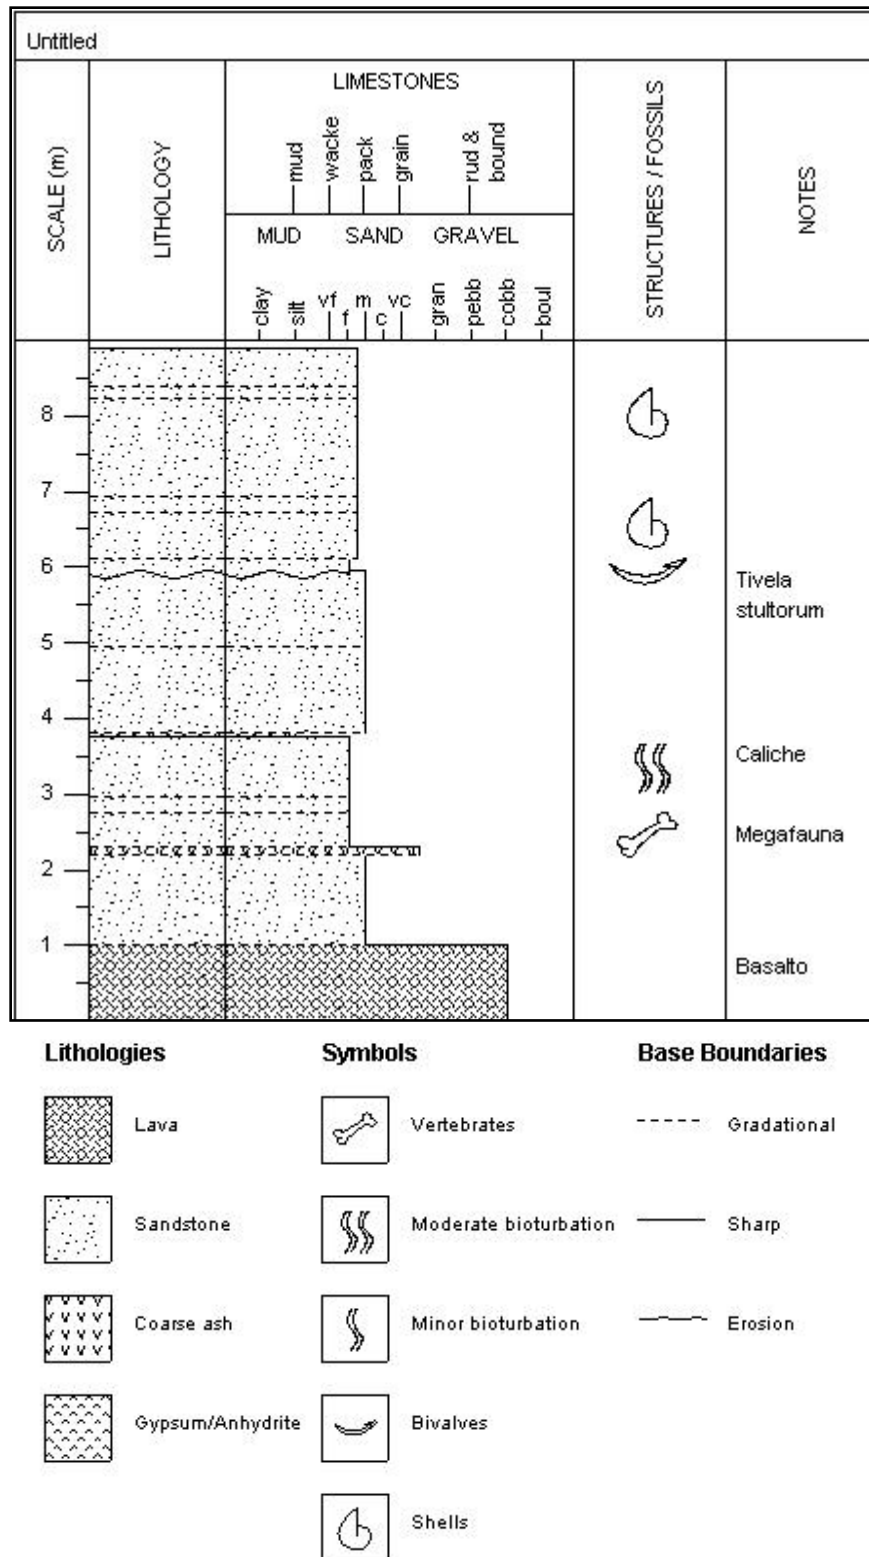 Untitled
SCALE (m)
LITHOLOGY
LIMESTONES
mud
wacke
pack
grain
rud &
bound
MUD SAND GRAVEL
clay
silt
vf
f
m
c
vc
gran
pebb
cobb
boul
STRUCTURES / FOSSILS
NOTES
8
7
6
5
4
3
2
1
Tivela
stultorum
Caliche
Megafauna
Basalto
Lithologies
Lava
Sandstone
Coarse ash
Gypsum/Anhydrite
Symbols
Vertebrates
Moderate bioturbation
Minor bioturbation
Bivalves
Shells
Base Boundaries
Gradational
Sharp
Erosion